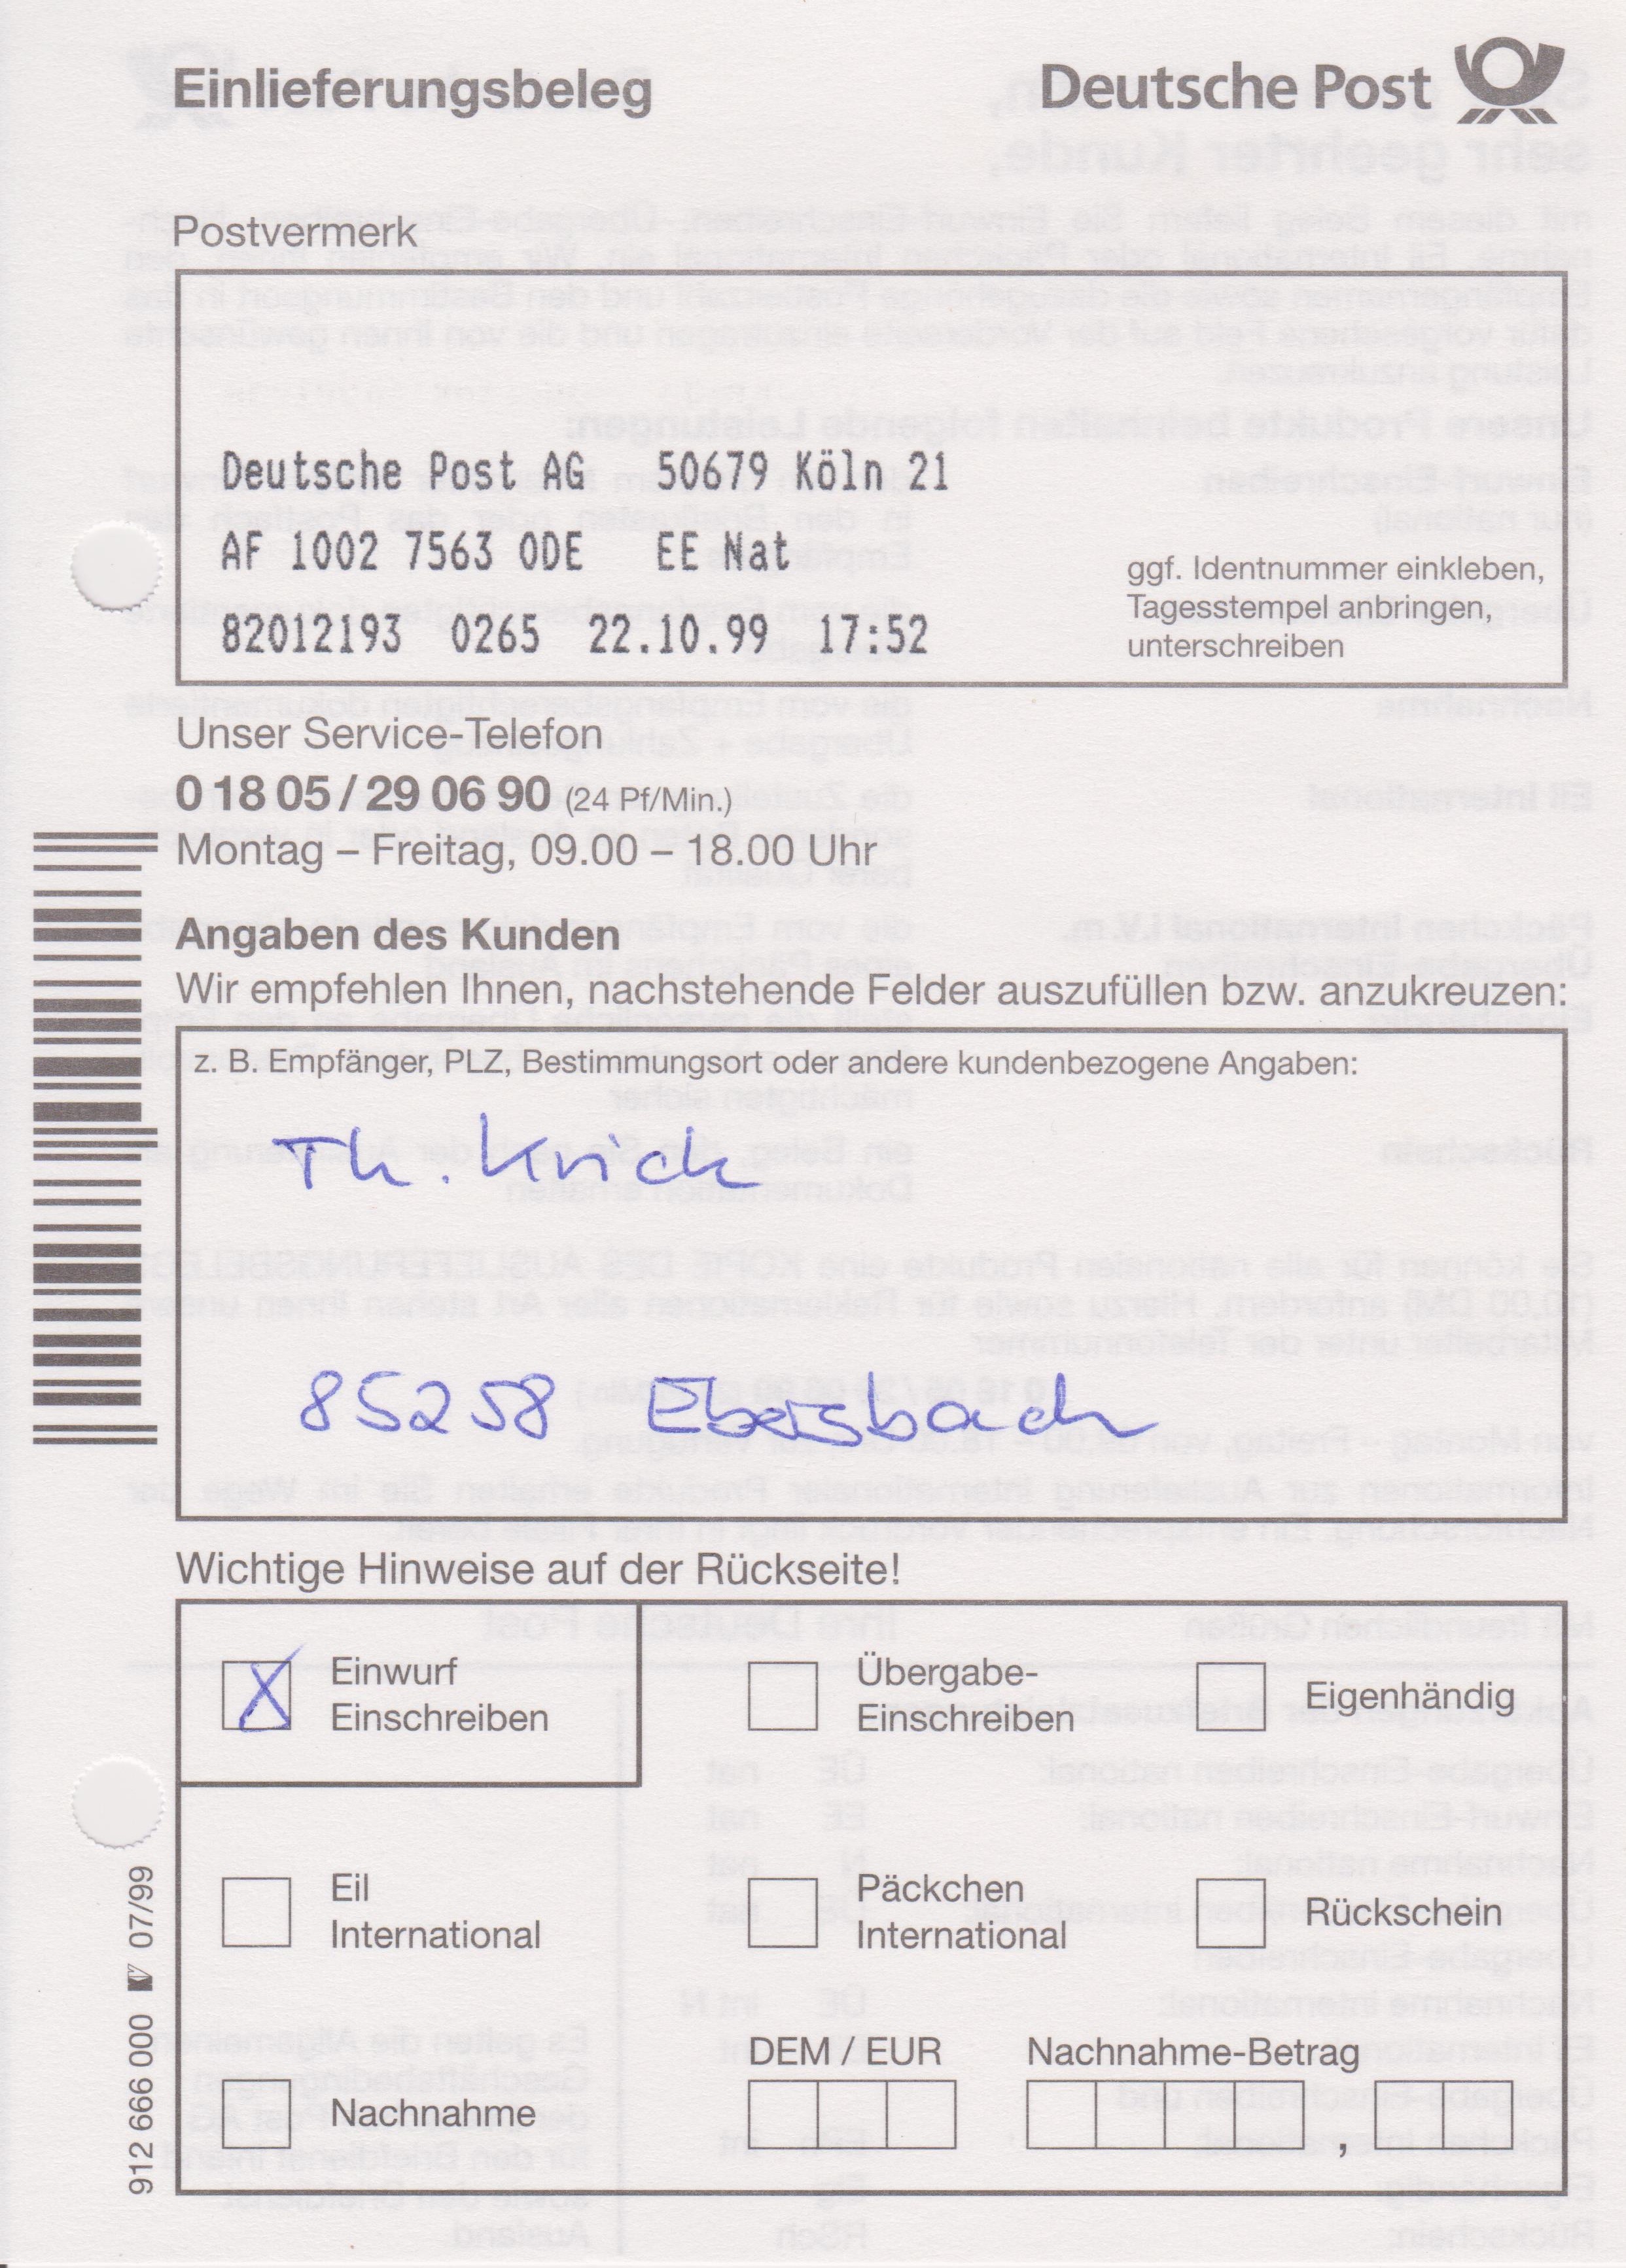 Einlieferungsbeleg
Deutsche Post
Postvermerk
Deutsche Post AG 50679 Köln 21
AF 1002 7563 0DE EE Nat
82012193 0265 22.10.99 17:52
ggf. Identnummer einkleben,
Tagesstempel anbringen,
unterschreiben
Unser Service-Telefon
0 18 05 / 29 06 90 (24 Pf/Min.)
Montag – Freitag, 09.00 – 18.00 Uhr
Angaben des Kunden
Wir empfehlen Ihnen, nachstehende Felder auszufüllen bzw. anzukreuzen:
z. B. Empfänger, PLZ, Bestimmungsort oder andere kundenbezogene Angaben:
Th. Krick
85258 Ebersbach
Wichtige Hinweise auf der Rückseite!
X Einwurf
Einschreiben
Übergabe-
Einschreiben
Eigenhändig
Eil
International
Päckchen
International
Rückschein
Nachnahme
DEM / EUR
Nachnahme-Betrag
,
912 666 000 07/99